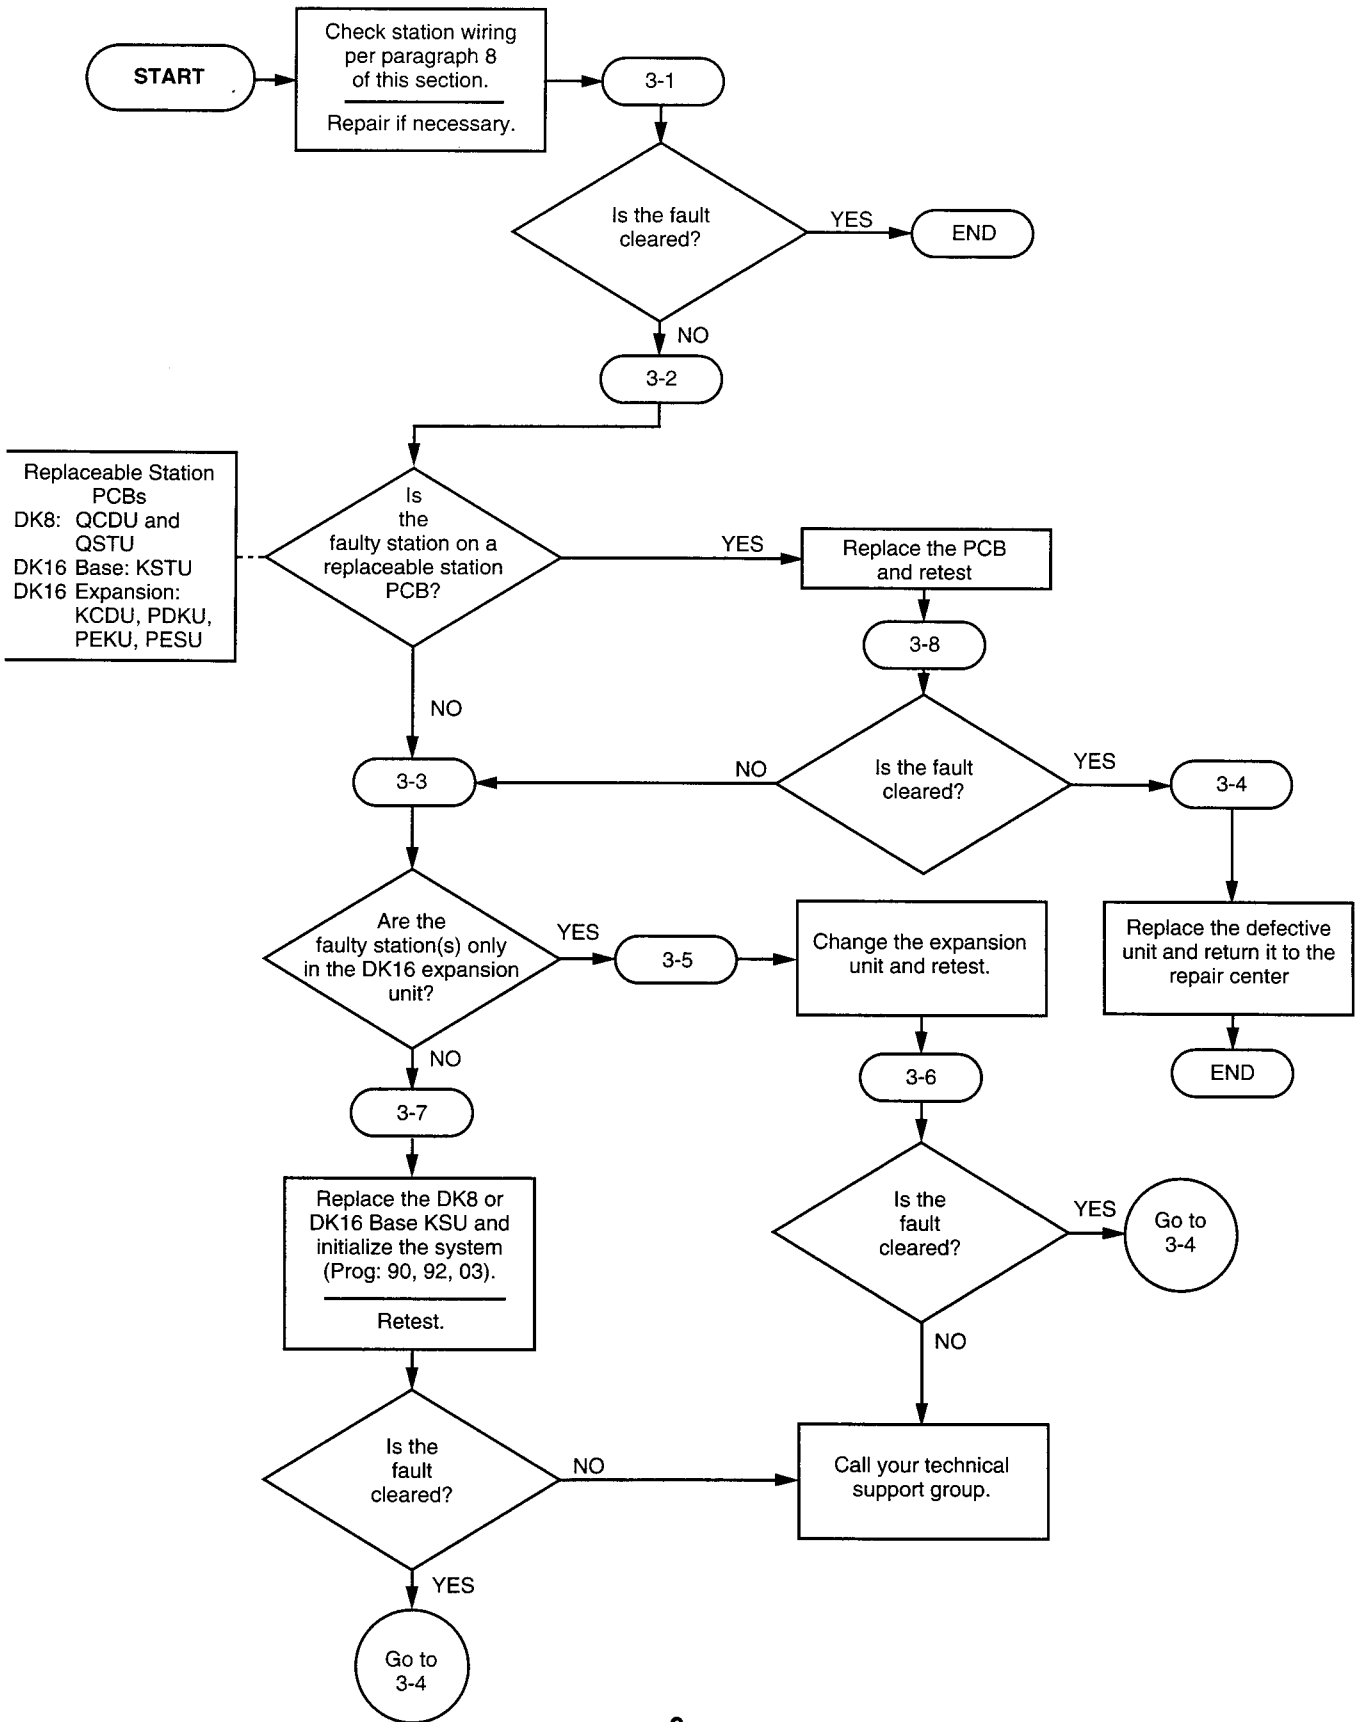 START
Check station wiring
per paragraph 8
of this section.
Repair if necessary.
3-1
Is the fault
cleared?
YES
END
NO
3-2
Replaceable Station
PCBs
DK8: QCDU and
QSTU
DK16 Base: KSTU
DK16 Expansion:
KCDU, PDKU,
PEKU, PESU
Is
the
faulty station on a
replaceable station
PCB?
YES
Replace the PCB
and retest
3-8
NO
3-3
NO
Is the fault
cleared?
YES
3-4
Are the
faulty station(s) only
in the DK16 expansion
unit?
YES
3-5
Change the expansion
unit and retest.
Replace the defective
unit and return it to the
repair center
END
NO
3-7
3-6
Replace the DK8 or
DK16 Base KSU and
initialize the system
(Prog: 90, 92, 03).
Retest.
Is the
fault
cleared?
YES
Go to
3-4
NO
Is the
fault
cleared?
NO
Call your technical
support group.
YES
Go to
3-4